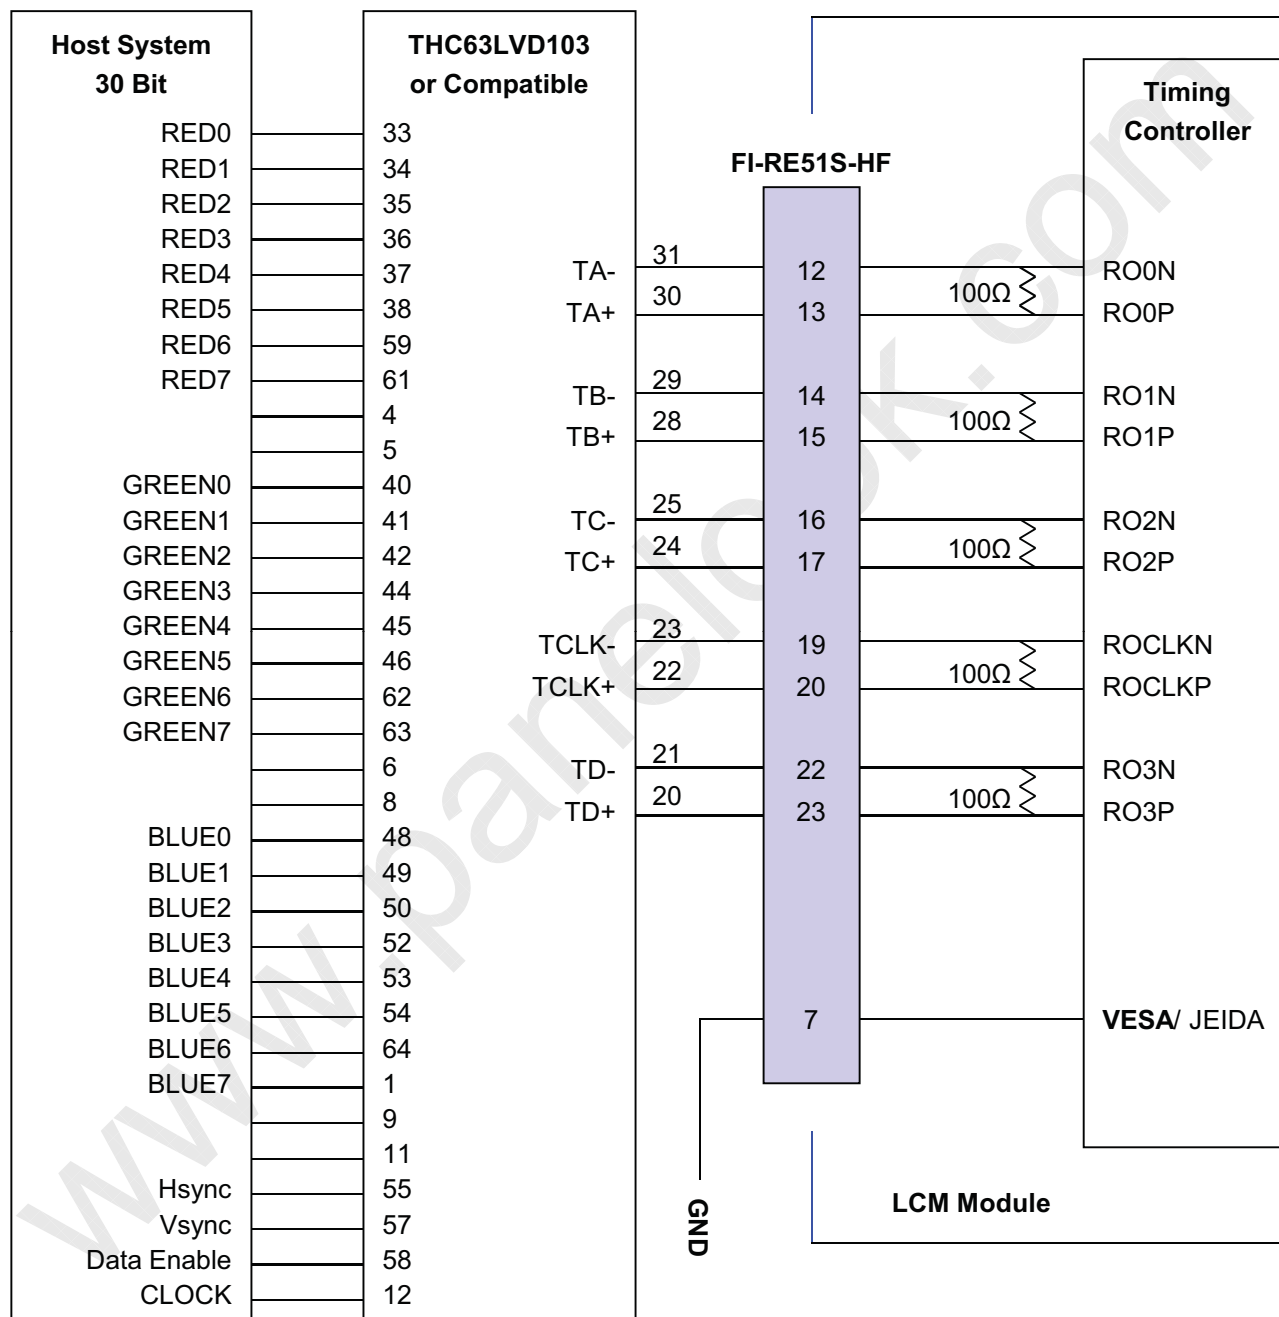 Host System
30 Bit
THC63LVD103
or Compatible
Timing
Controller
FI-RE51S-HF
RED0 33
RED1 34
RED2 35
RED3 36
RED4 37
RED5 38
RED6 59
RED7 61
4
5
GREEN0 40
GREEN1 41
GREEN2 42
GREEN3 44
GREEN4 45
GREEN5 46
GREEN6 62
GREEN7 63
6
8
BLUE0 48
BLUE1 49
BLUE2 50
BLUE3 52
BLUE4 53
BLUE5 54
BLUE6 64
BLUE7 1
9
11
Hsync 55
Vsync 57
Data Enable 58
CLOCK 12
TA- 31 12 RO0N
100Ω
TA+ 30 13 RO0P
TB- 29 14 RO1N
100Ω
TB+ 28 15 RO1P
TC- 25 16 RO2N
100Ω
TC+ 24 17 RO2P
TCLK- 23 19 ROCLKN
100Ω
TCLK+ 22 20 ROCLKP
TD- 21 22 RO3N
100Ω
TD+ 20 23 RO3P
7 VESA/ JEIDA
GND
LCM Module
www.panelook.com